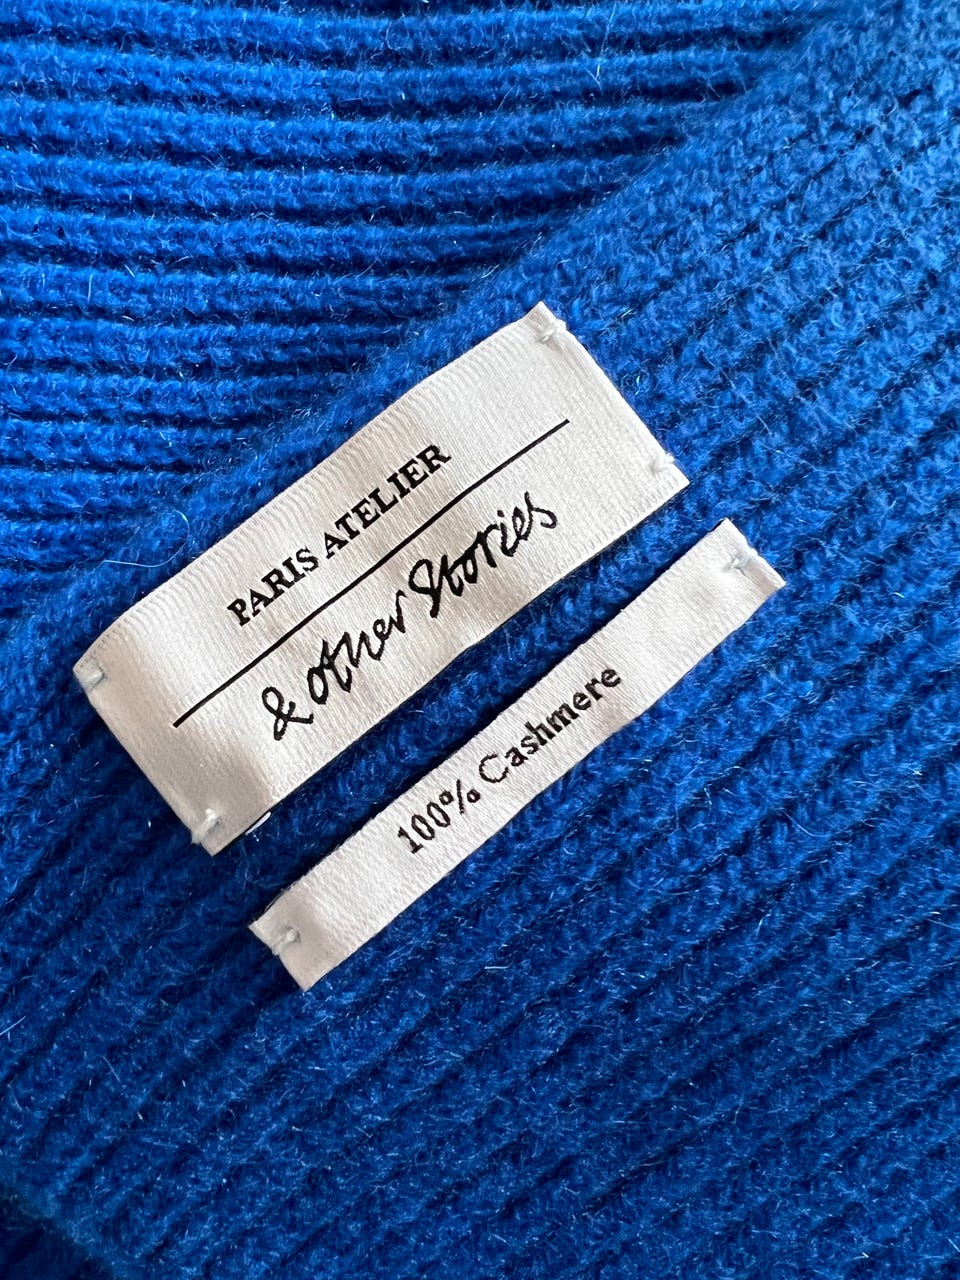 PARIS ATELIER
& other Stories
100% Cashmere